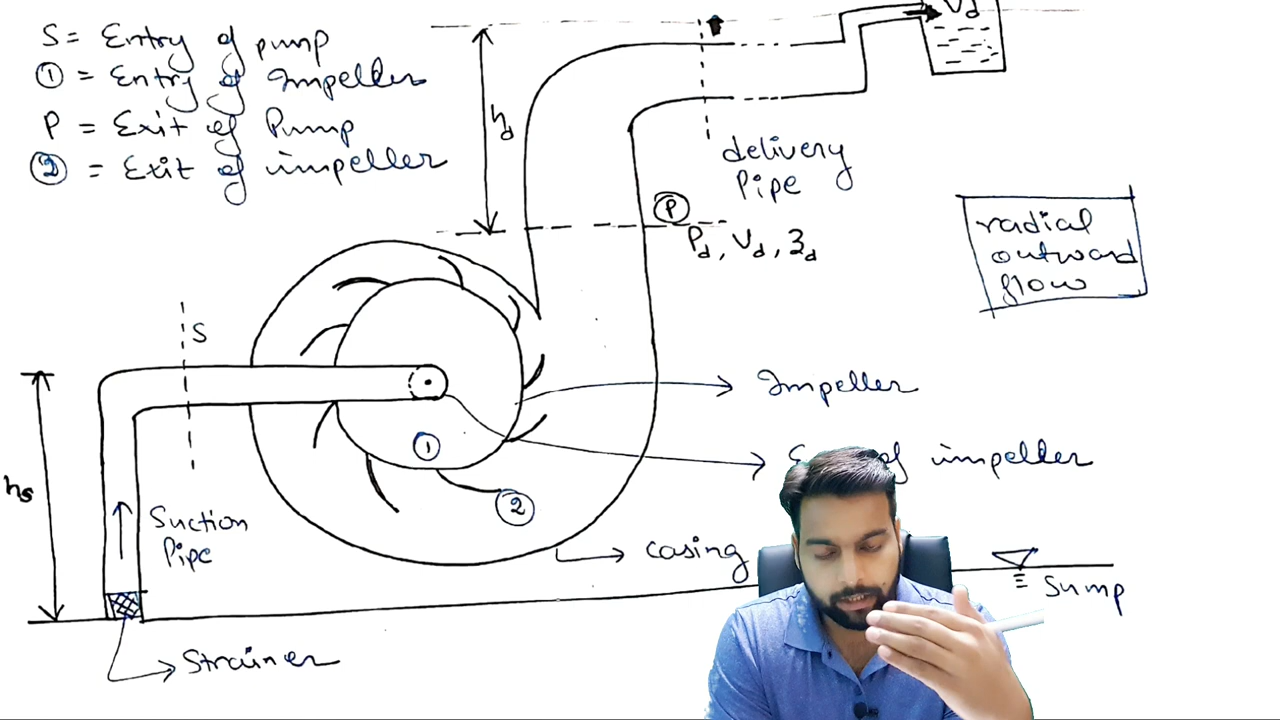 S = Entry of pump
① = Entry of Impeller
P = Exit of Pump
② = Exit of impeller
hd
Vd
delivery
Pipe
P
Pd, Vd, 3d
radial
outward
flow
S
Impeller
of impeller
①
②
hs
Suction
Pipe
casing
Sump
Strainer